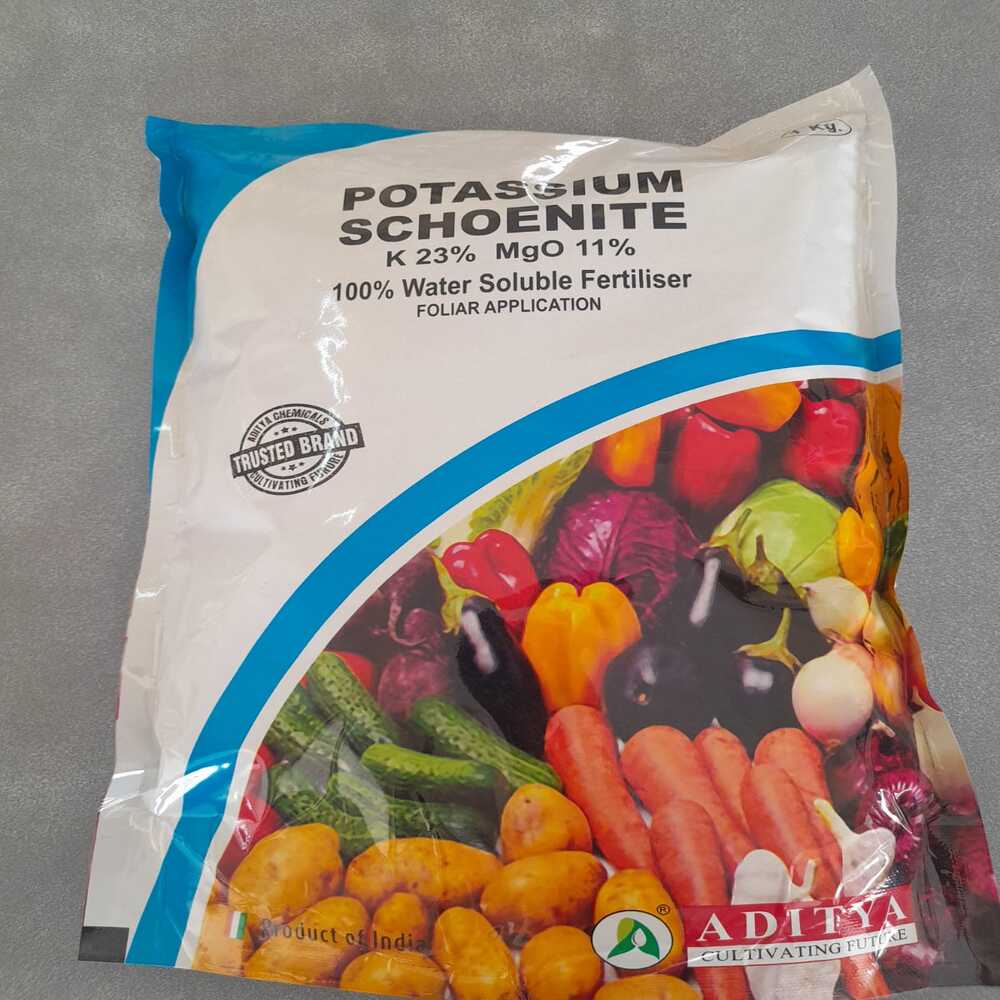 Kg.
POTASSIUM
SCHOENITE
K 23% MgO 11%
100% Water Soluble Fertiliser
FOLIAR APPLICATION
ADITYA CHEMICALS
TRUSTED BRAND
CULTIVATING FUTURE
Product of India
®
ADITYA
CULTIVATING FUTURE